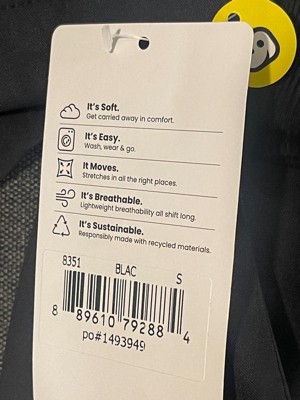 It's Soft.
Get carried away in comfort.
It's Easy.
Wash, wear & go.
It Moves.
Stretches in all the right places.
It's Breathable.
Lightweight breathability all shift long.
It's Sustainable.
Responsibly made with recycled materials.
8351 BLAC S
8 89610 79288 4
po#1493949